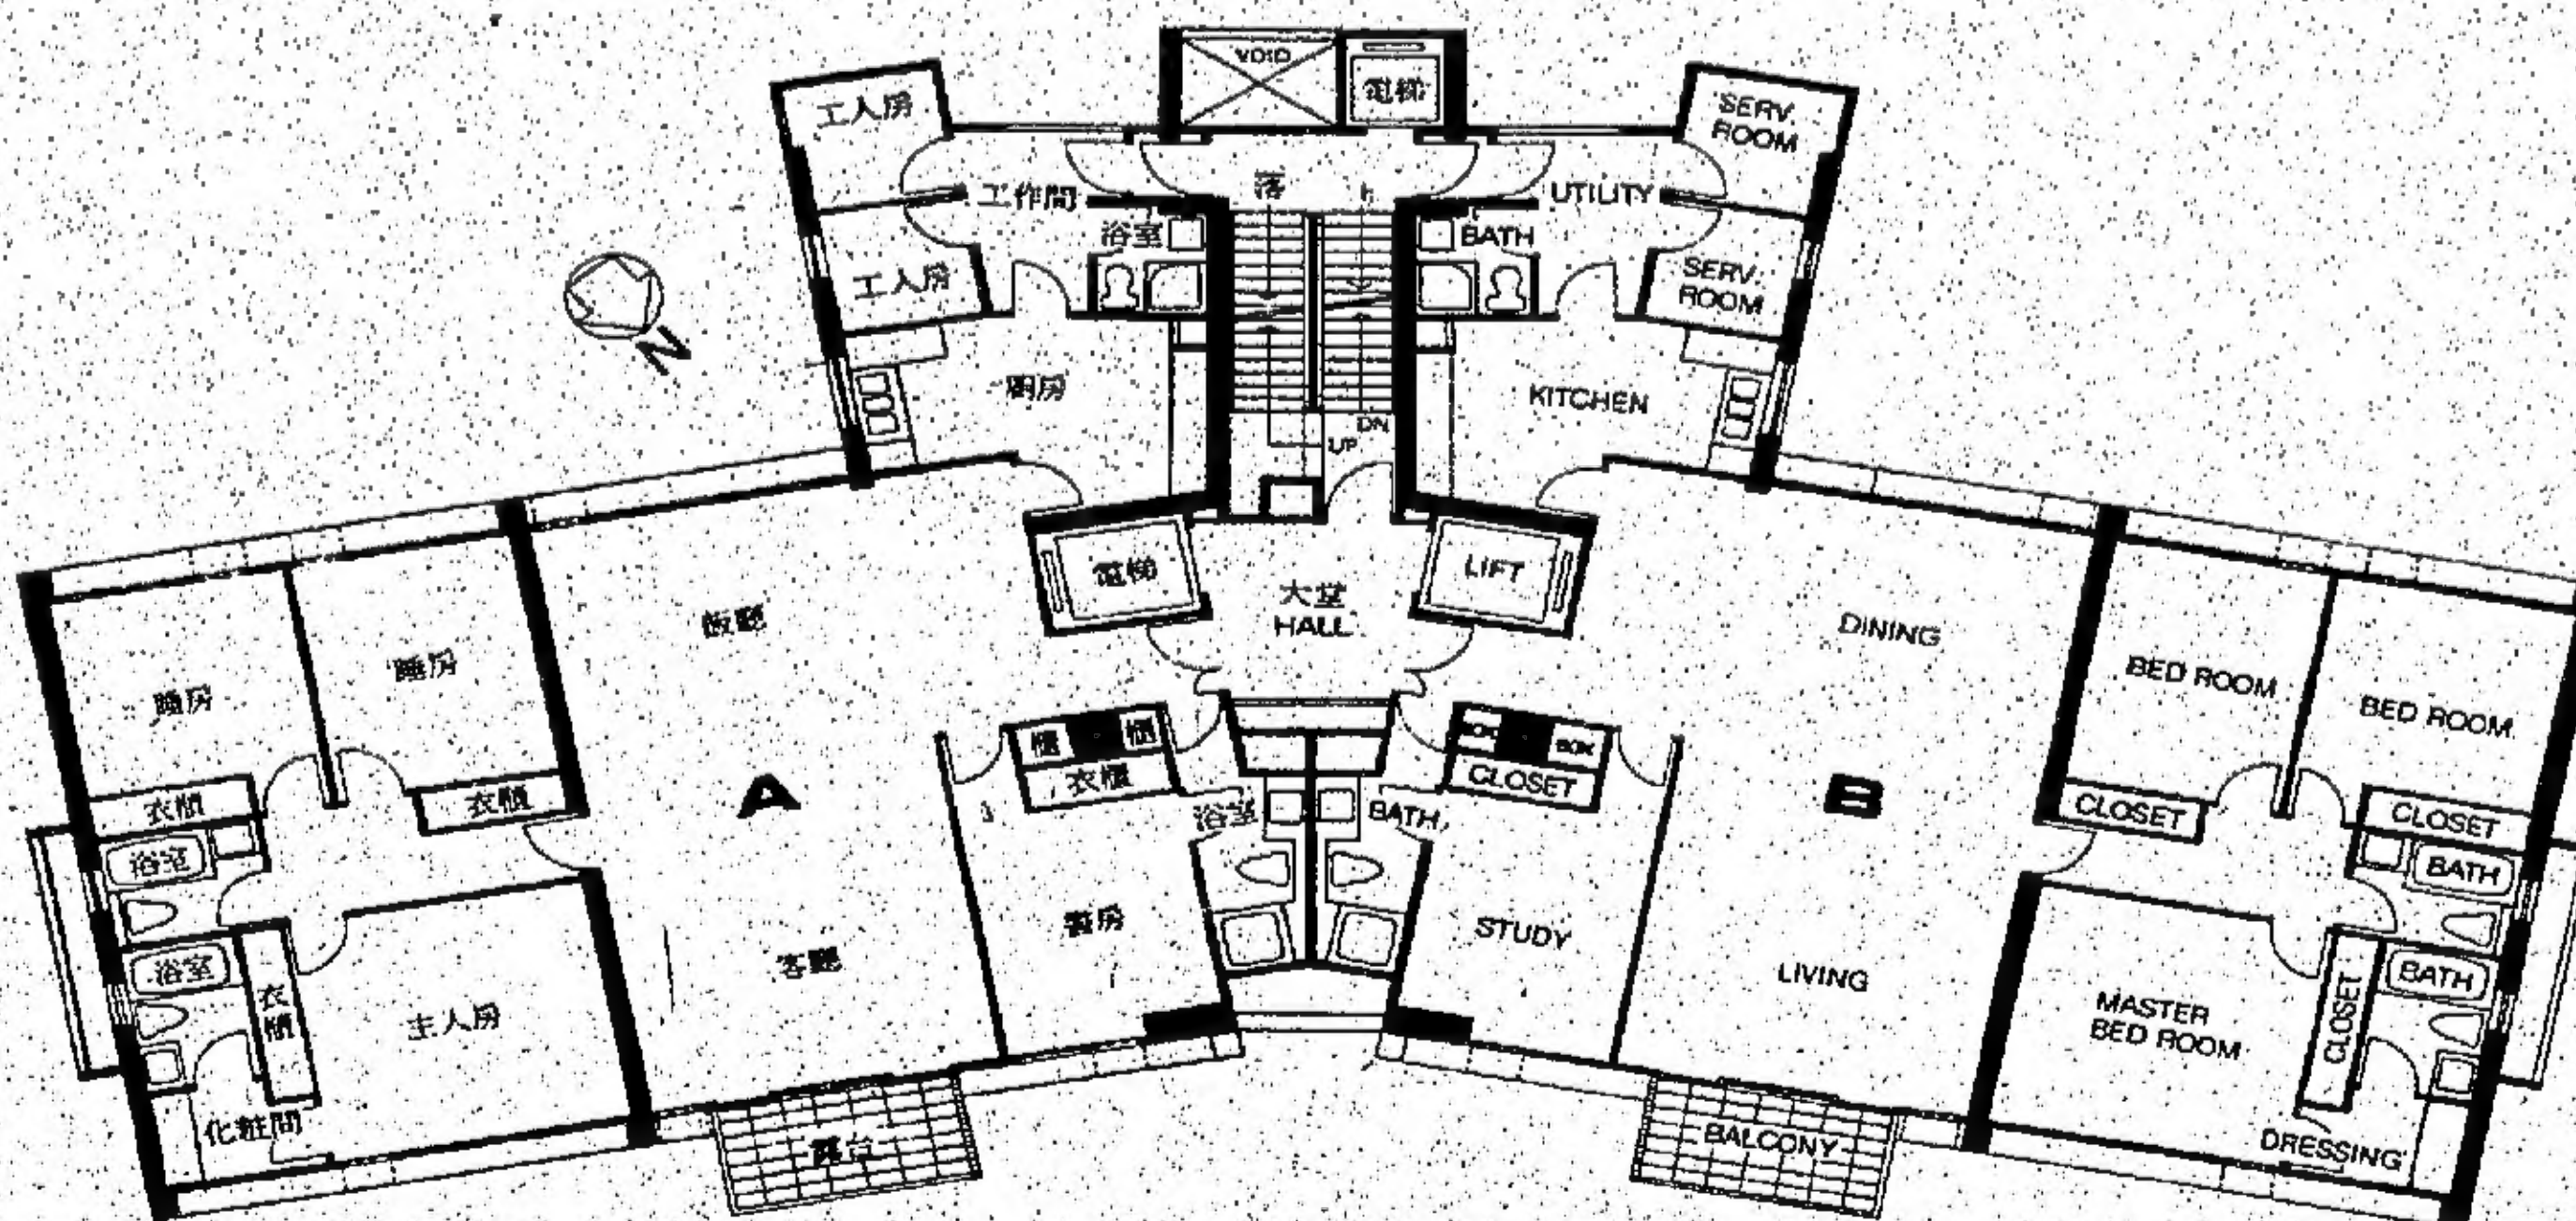 VOID
電梯
工人房
SERV.
ROOM
工作間
落
上
UTILITY
浴室
BATH
工人房
SERV.
ROOM
N
廚房
KITCHEN
DN
UP
電梯
LIFT
大堂
HALL
飯廳
DINING
睡房
睡房
BED ROOM
BED ROOM
櫃
櫃
BOX
衣櫃
CLOSET
A
B
衣櫃
衣櫃
CLOSET
CLOSET
浴室
BATH
浴室
BATH
書房
STUDY
客廳
LIVING
浴室
衣櫃
BATH
CLOSET
主人房
MASTER
BED ROOM
化粧間
DRESSING
露台
BALCONY